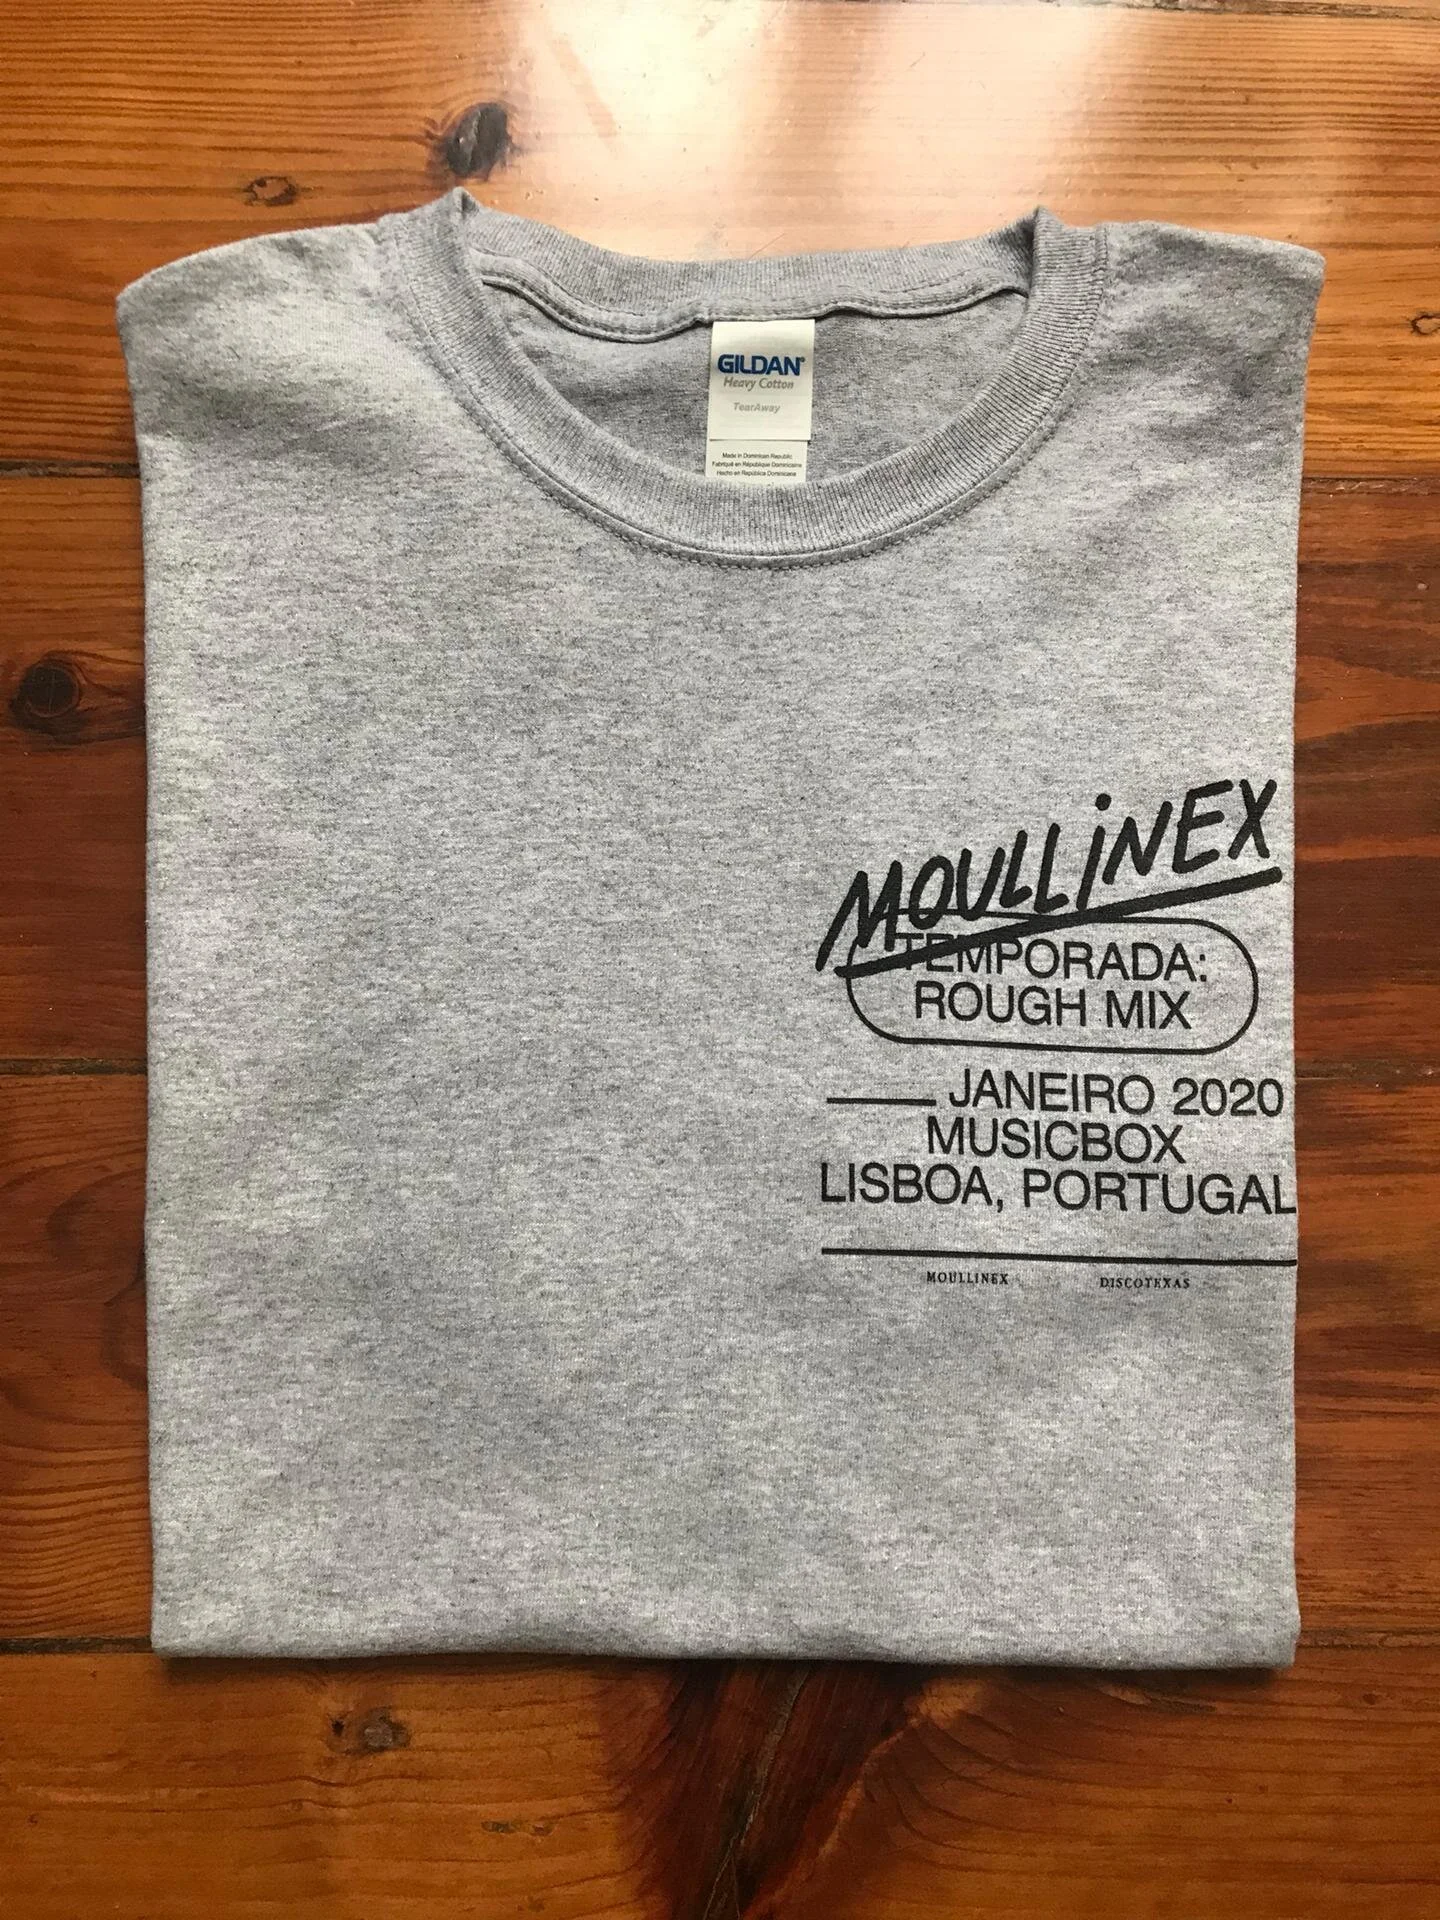 GILDAN®
Heavy Cotton
TearAway
Made in Dominican Republic
Fabriqué en République Dominicaine
Hecho en República Dominicana
MOULLiNEX
TEMPORADA:
ROUGH MIX
JANEIRO 2020
MUSICBOX
LISBOA, PORTUGAL
MOULLINEX DISCOTEXAS